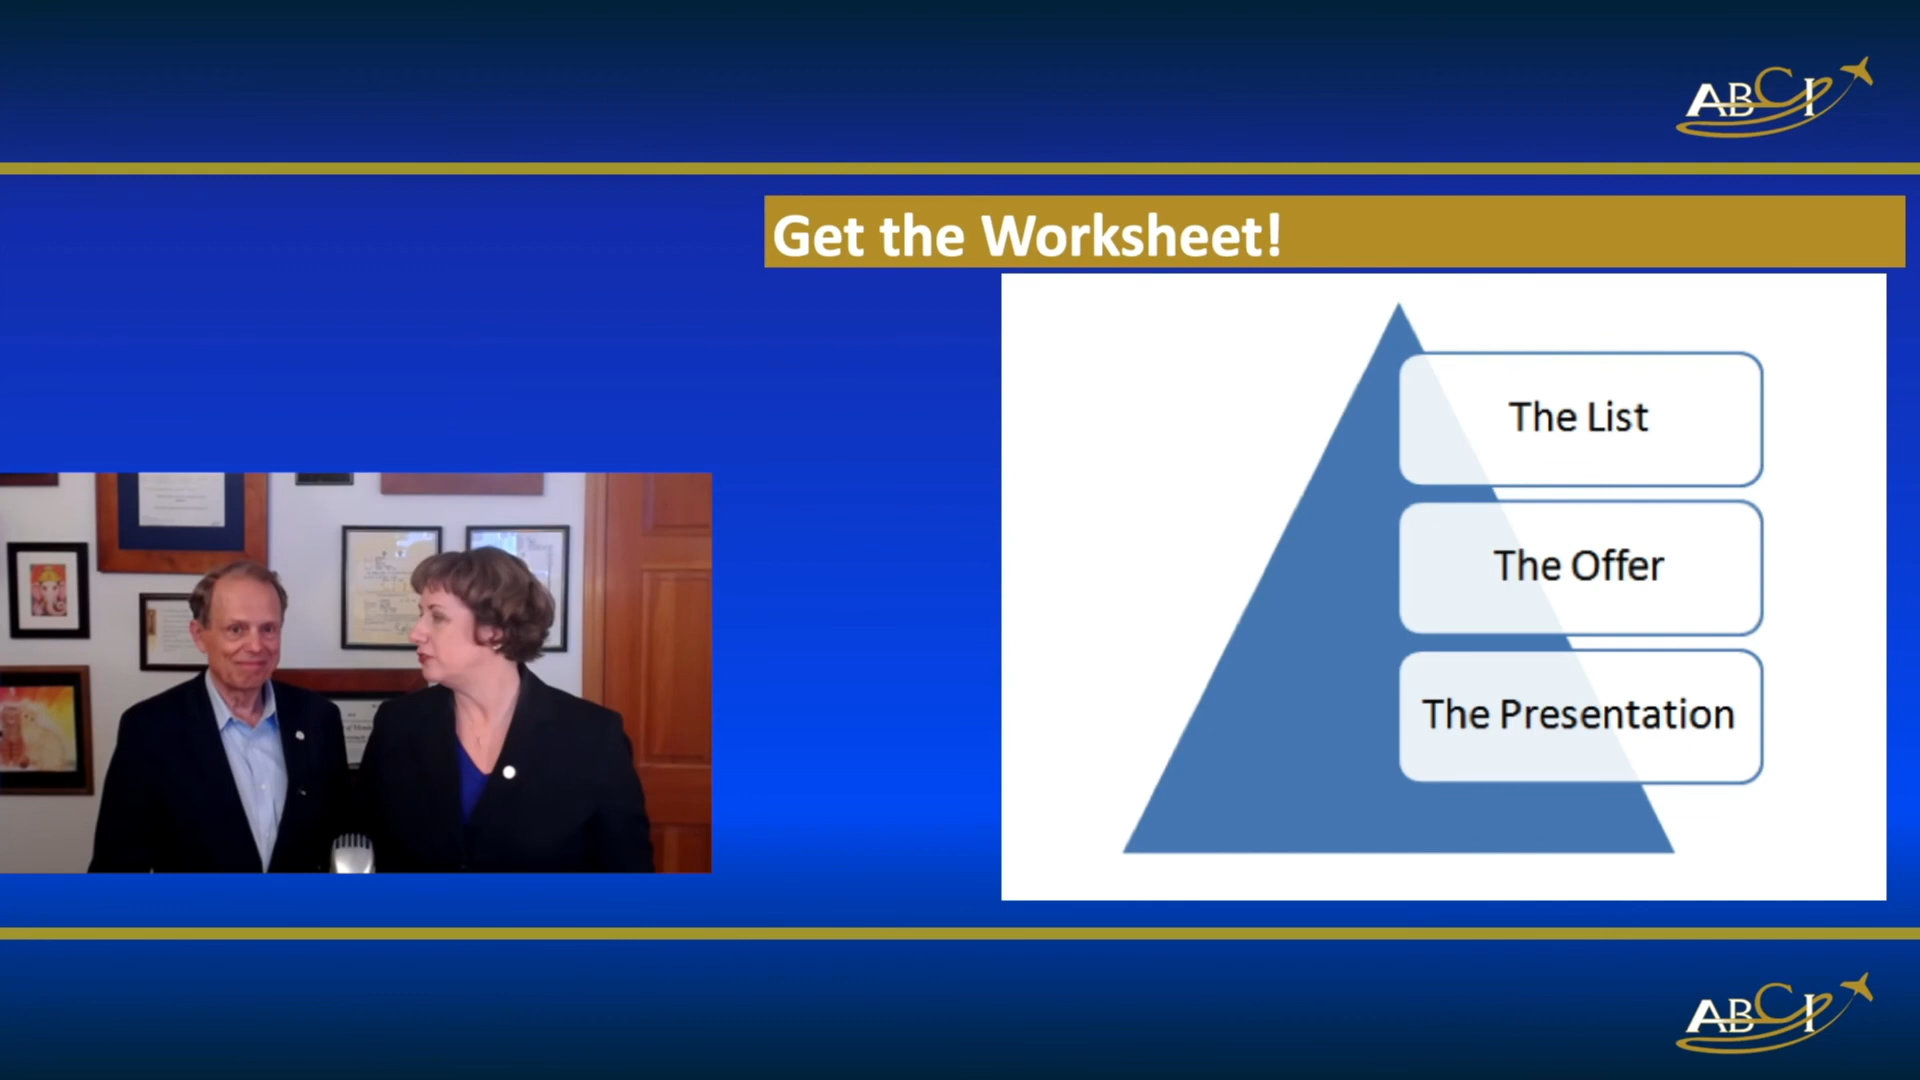 ABCI
Get the Worksheet!
The List
The Offer
The Presentation
ABCI